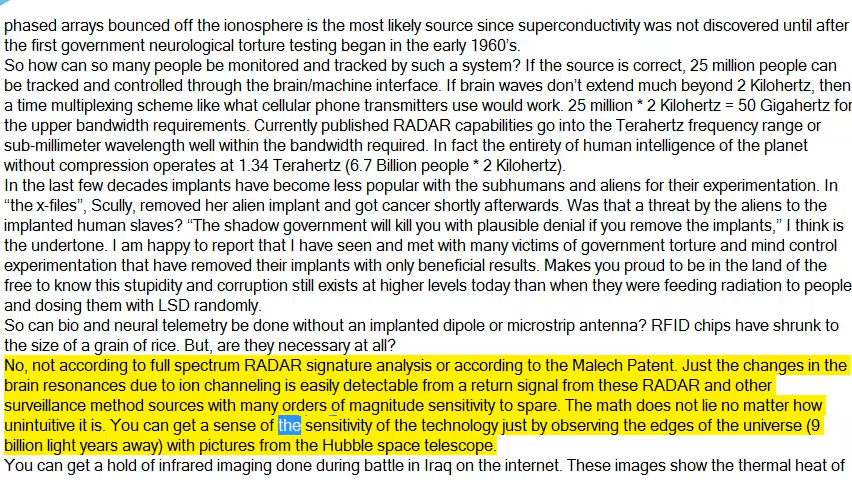 phased arrays bounced off the ionosphere is the most likely source since superconductivity was not discovered until after
the first government neurological torture testing began in the early 1960’s.
So how can so many people be monitored and tracked by such a system? If the source is correct, 25 million people can
be tracked and controlled through the brain/machine interface. If brain waves don’t extend much beyond 2 Kilohertz, then
a time multiplexing scheme like what cellular phone transmitters use would work. 25 million * 2 Kilohertz = 50 Gigahertz for
the upper bandwidth requirements. Currently published RADAR capabilities go into the Terahertz frequency range or
sub-millimeter wavelength well within the bandwidth required. In fact the entirety of human intelligence of the planet
without compression operates at 1.34 Terahertz (6.7 Billion people * 2 Kilohertz).
In the last few decades implants have become less popular with the subhumans and aliens for their experimentation. In
“the x-files”, Scully, removed her alien implant and got cancer shortly afterwards. Was that a threat by the aliens to the
implanted human slaves? “The shadow government will kill you with plausible denial if you remove the implants,” I think is
the undertone. I am happy to report that I have seen and met with many victims of government torture and mind control
experimentation that have removed their implants with only beneficial results. Makes you proud to be in the land of the
free to know this stupidity and corruption still exists at higher levels today than when they were feeding radiation to people
and dosing them with LSD randomly.
So can bio and neural telemetry be done without an implanted dipole or microstrip antenna? RFID chips have shrunk to
the size of a grain of rice. But, are they necessary at all?
No, not according to full spectrum RADAR signature analysis or according to the Malech Patent. Just the changes in the
brain resonances due to ion channeling is easily detectable from a return signal from these RADAR and other
surveillance method sources with many orders of magnitude sensitivity to spare. The math does not lie no matter how
unintuitive it is. You can get a sense of the sensitivity of the technology just by observing the edges of the universe (9
billion light years away) with pictures from the Hubble space telescope.
You can get a hold of infrared imaging done during battle in Iraq on the internet. These images show the thermal heat of